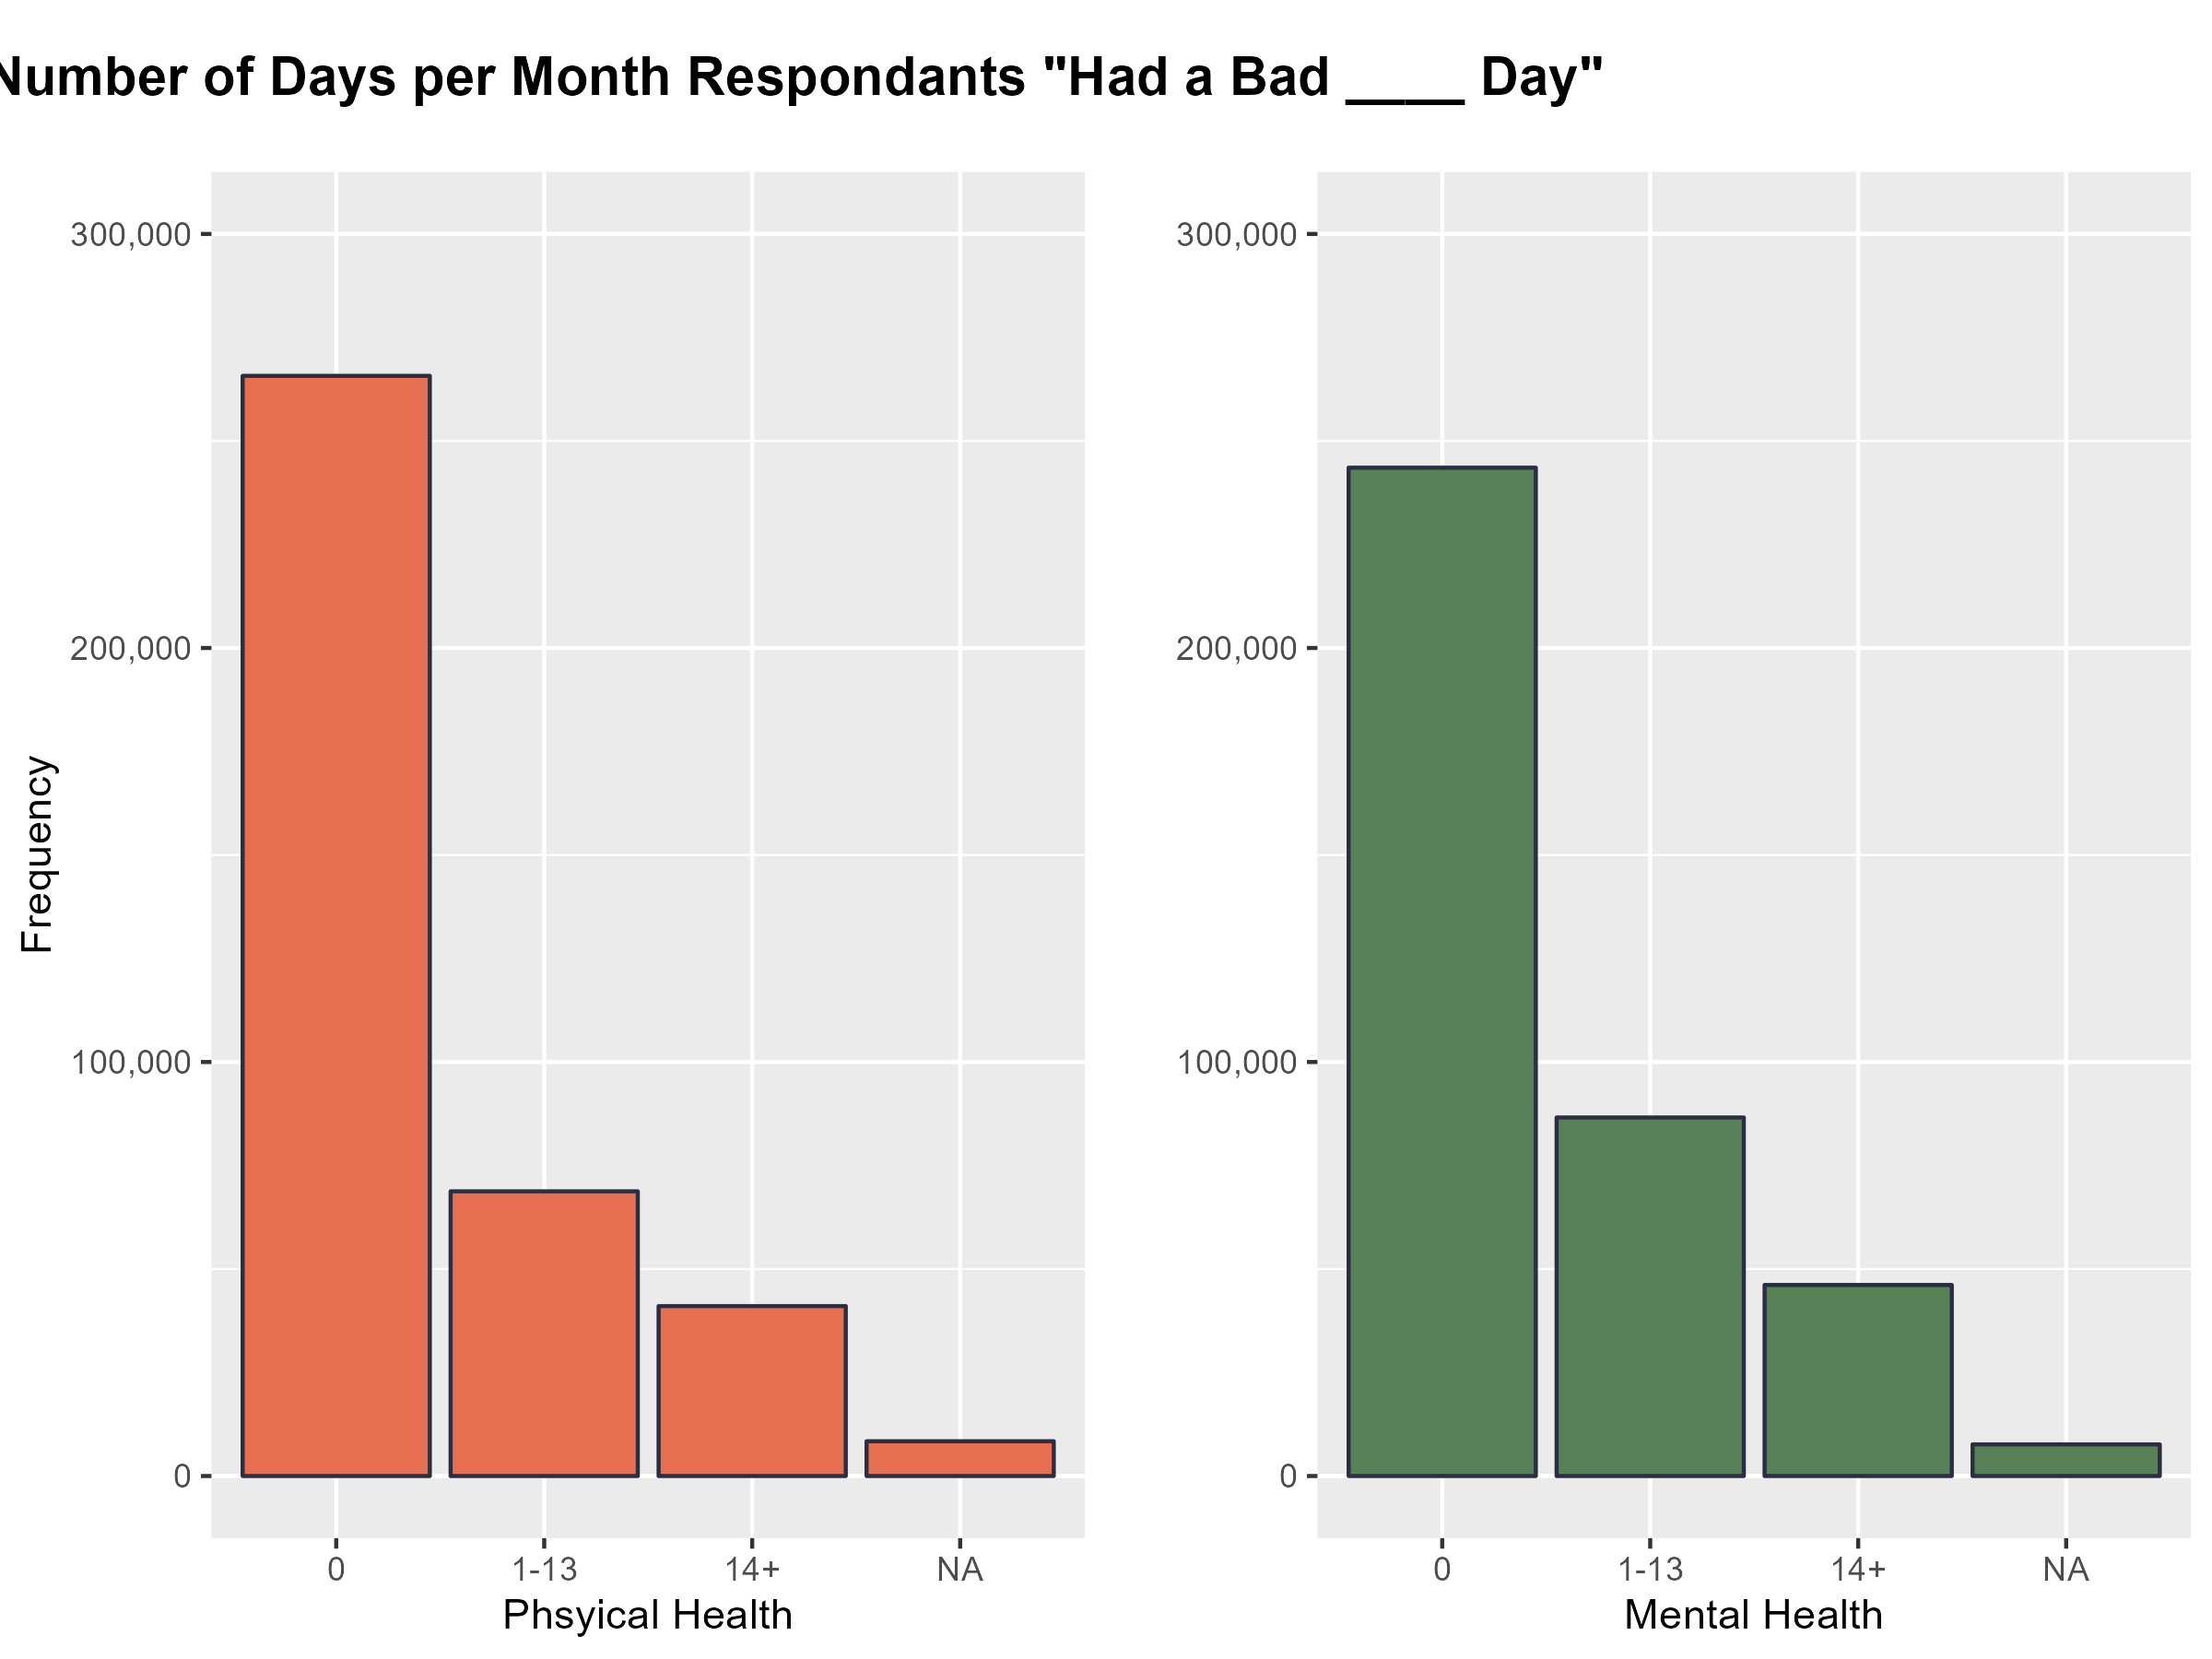 Number of Days per Month Respondants "Had a Bad ____ Day"
Frequency
300,000
200,000
100,000
0
0 1-13 14+ NA
Phsyical Health
300,000
200,000
100,000
0
0 1-13 14+ NA
Mental Health